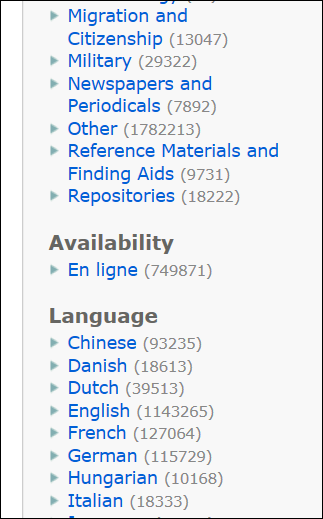 Migration and
Citizenship (13047)
Military (29322)
Newspapers and
Periodicals (7892)
Other (1782213)
Reference Materials and
Finding Aids (9731)
Repositories (18222)
Availability
En ligne (749871)
Language
Chinese (93235)
Danish (18613)
Dutch (39513)
English (1143265)
French (127064)
German (115729)
Hungarian (10168)
Italian (18333)